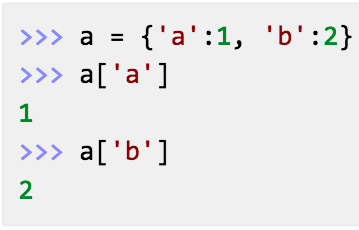 >>> a = {'a':1, 'b':2}
>>> a['a']
1
>>> a['b']
2